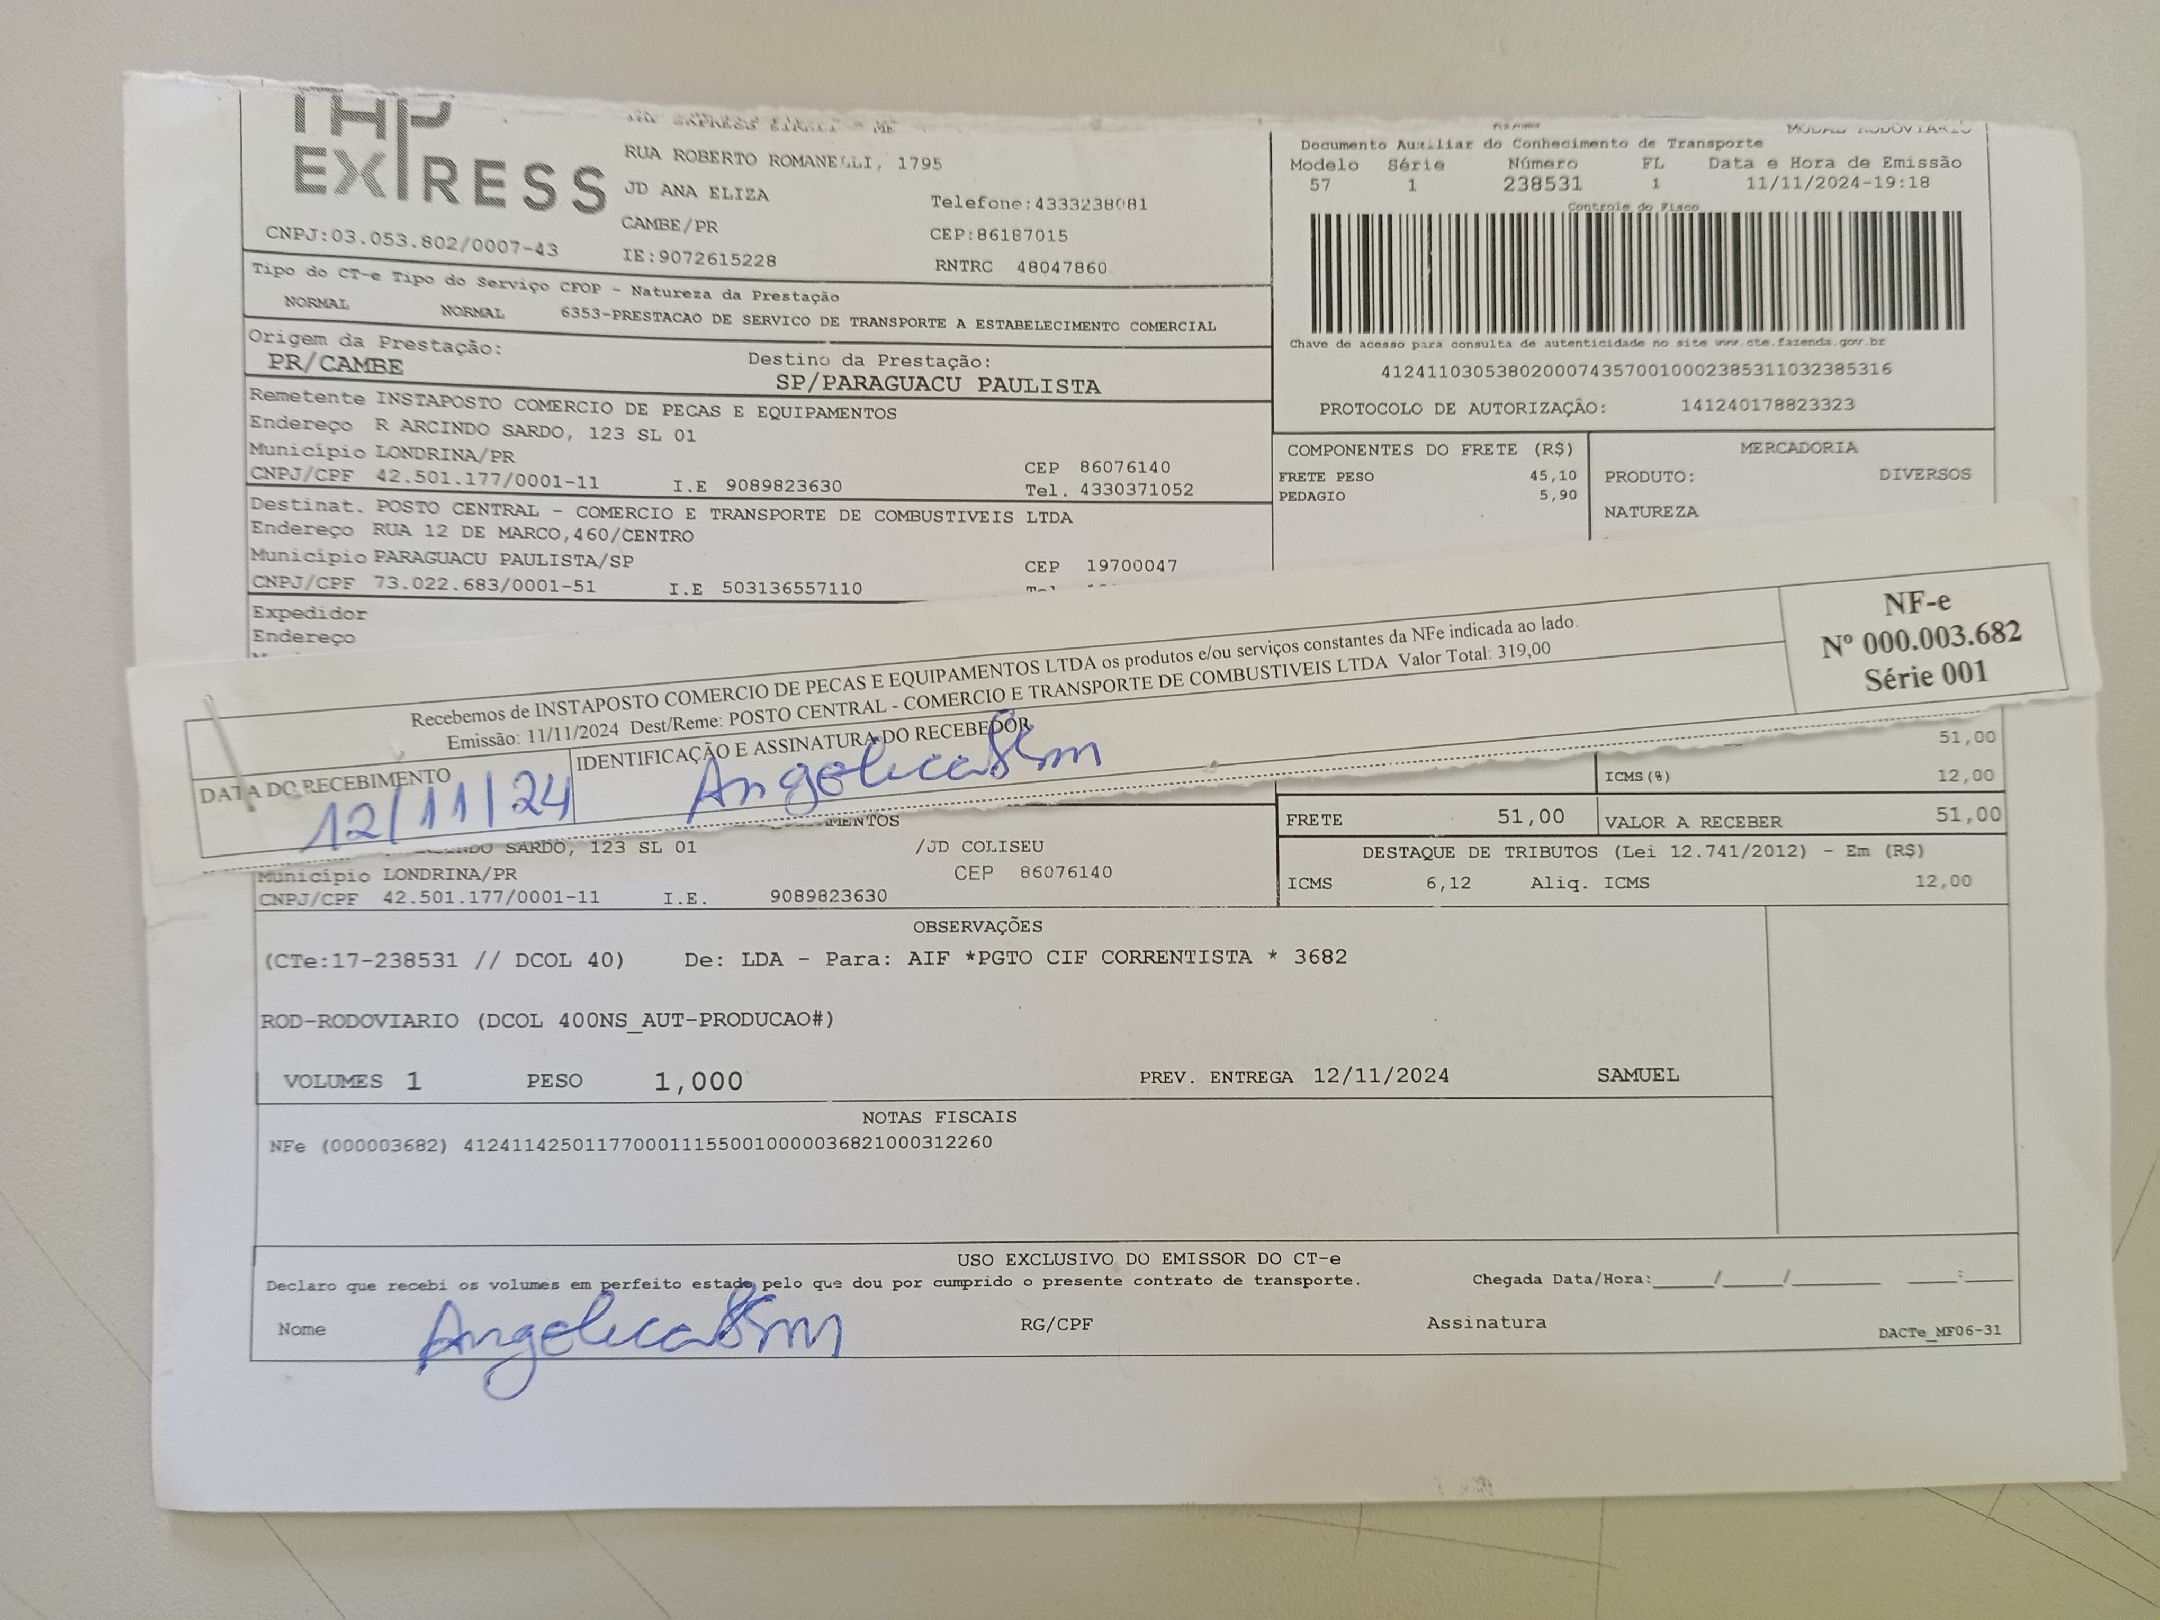 THP
EXPRESS
CNPJ:03.053.802/0007-43
THP EXPRESS EIRELI - ME
RUA ROBERTO ROMANELLI, 1795
JD ANA ELIZA
CAMBE/PR
IE:9072615228
Telefone:4333238081
CEP:86187015
RNTRC 48047860
MODAL RODOVIARIO
Documento Auxiliar do Conhecimento de Transporte
Modelo Série Número FL Data e Hora de Emissão
57 1 238531 1 11/11/2024-19:18
Controle do Fisco
Chave de acesso para consulta de autenticidade no site www.cte.fazenda.gov.br
41241103053802000743570010002385311032385316
PROTOCOLO DE AUTORIZAÇÃO: 141240178823323
Tipo do CT-e Tipo do Serviço CFOP - Natureza da Prestação
NORMAL NORMAL 6353-PRESTACAO DE SERVICO DE TRANSPORTE A ESTABELECIMENTO COMERCIAL
Origem da Prestação: Destino da Prestação:
PR/CAMBE SP/PARAGUACU PAULISTA
Remetente INSTAPOSTO COMERCIO DE PECAS E EQUIPAMENTOS
Endereço R ARCINDO SARDO, 123 SL 01
Município LONDRINA/PR CEP 86076140
CNPJ/CPF 42.501.177/0001-11 I.E 9089823630 Tel. 4330371052
Destinat. POSTO CENTRAL - COMERCIO E TRANSPORTE DE COMBUSTIVEIS LTDA
Endereço RUA 12 DE MARCO,460/CENTRO
Município PARAGUACU PAULISTA/SP CEP 19700047
CNPJ/CPF 73.022.683/0001-51 I.E 503136557110
Expedidor
Endereço
COMPONENTES DO FRETE (R$)
FRETE PESO 45,10
PEDAGIO 5,90
MERCADORIA
PRODUTO: DIVERSOS
NATUREZA
Recebemos de INSTAPOSTO COMERCIO DE PECAS E EQUIPAMENTOS LTDA os produtos e/ou serviços constantes da NFe indicada ao lado.
Emissão: 11/11/2024 Dest/Reme: POSTO CENTRAL - COMERCIO E TRANSPORTE DE COMBUSTIVEIS LTDA Valor Total: 319,00
NF-e
Nº 000.003.682
Série 001
DATA DO RECEBIMENTO
12/11/24
IDENTIFICAÇÃO E ASSINATURA DO RECEBEDOR
Angelica
51,00
ICMS(%) 12,00
FRETE 51,00 VALOR A RECEBER 51,00
DESTAQUE DE TRIBUTOS (Lei 12.741/2012) - Em (R$)
ICMS 6,12 Aliq. ICMS 12,00
SARDO, 123 SL 01 /JD COLISEU
Município LONDRINA/PR CEP 86076140
CNPJ/CPF 42.501.177/0001-11 I.E. 9089823630
OBSERVAÇÕES
(CTe:17-238531 // DCOL 40) De: LDA - Para: AIF *PGTO CIF CORRENTISTA * 3682
ROD-RODOVIARIO (DCOL 400NS_AUT-PRODUCAO#)
VOLUMES 1 PESO 1,000 PREV. ENTREGA 12/11/2024 SAMUEL
NOTAS FISCAIS
NFe (000003682) 41241142501177000111550010000036821000312260
USO EXCLUSIVO DO EMISSOR DO CT-e
Declaro que recebi os volumes em perfeito estado pelo que dou por cumprido o presente contrato de transporte. Chegada Data/Hora:____/____/______ ___:___
Nome Angelica RG/CPF Assinatura
DACTe_MF06-31